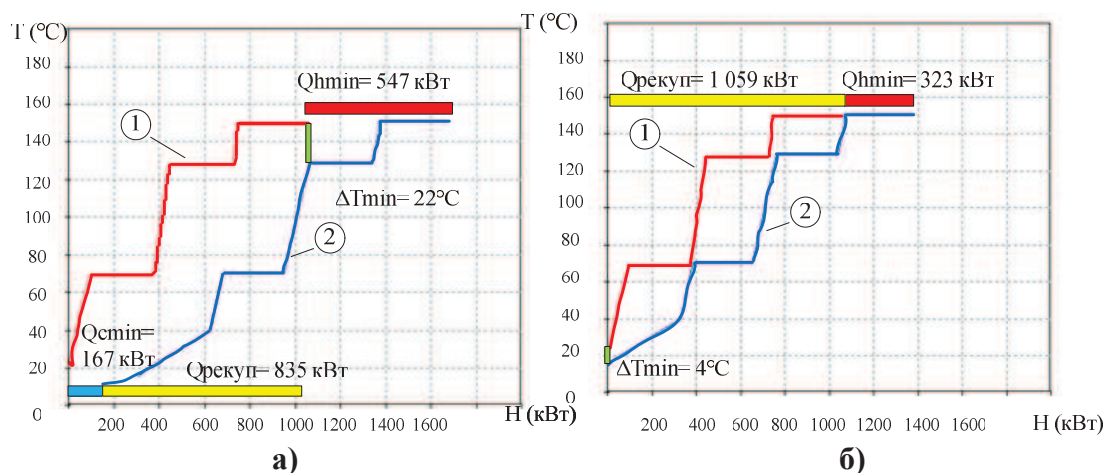 T (°C)
180
160
140
120
100
80
60
40
20
0
Qhmin= 547 кВт
1
ΔTmin= 22°C
2
Qcmin=
167 кВт
Qрекуп= 835 кВт
200 400 600 800 1000 1200 1400 1600
H (кВт)
а)
T (°C)
180
160
140
120
100
80
60
40
20
0
Qрекуп= 1 059 кВт
Qhmin= 323 кВт
1
2
ΔTmin= 4°C
200 400 600 800 1000 1200 1400 1600
H (кВт)
б)